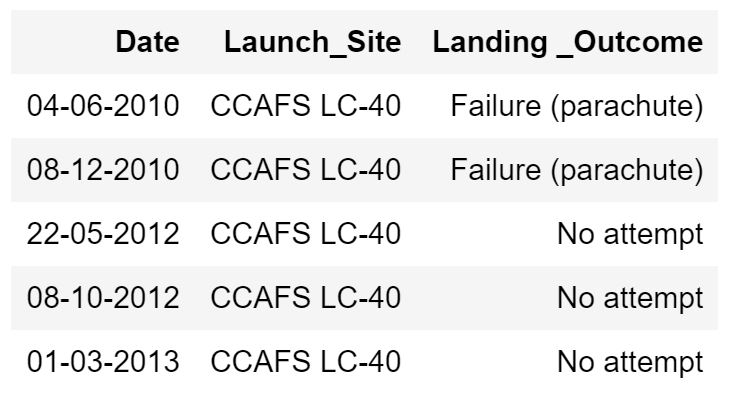 Date Launch_Site Landing _Outcome
04-06-2010 CCAFS LC-40 Failure (parachute)
08-12-2010 CCAFS LC-40 Failure (parachute)
22-05-2012 CCAFS LC-40 No attempt
08-10-2012 CCAFS LC-40 No attempt
01-03-2013 CCAFS LC-40 No attempt